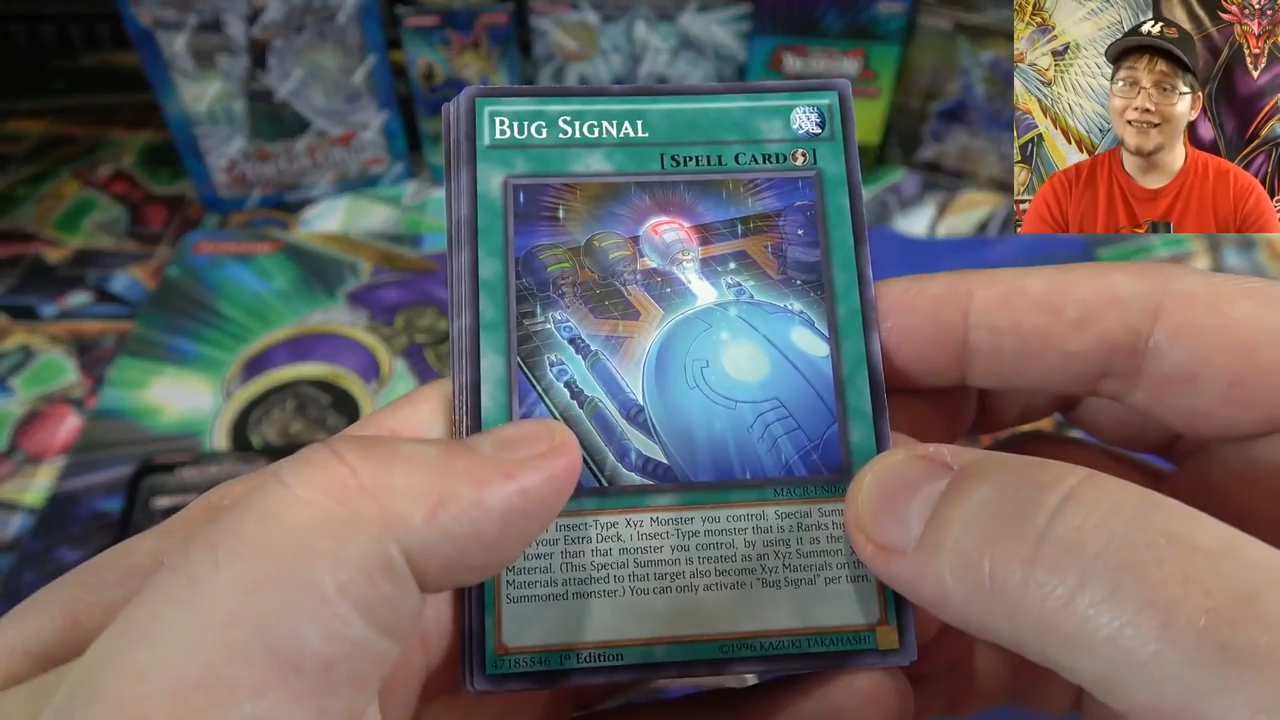 BUG SIGNAL
[SPELL CARD]
MACR-EN06
1 Insect-Type Xyz Monster you control; Special Summ
your Extra Deck, 1 Insect-Type monster that is 2 Ranks hig
lower than that monster you control, by using it as the
Material. (This Special Summon is treated as an Xyz Summon. X
Materials attached to that target also become Xyz Materials on th
Summoned monster.) You can only activate 1 "Bug Signal" per turn.
47185546 1st Edition
©1996 KAZUKI TAKAHASHI